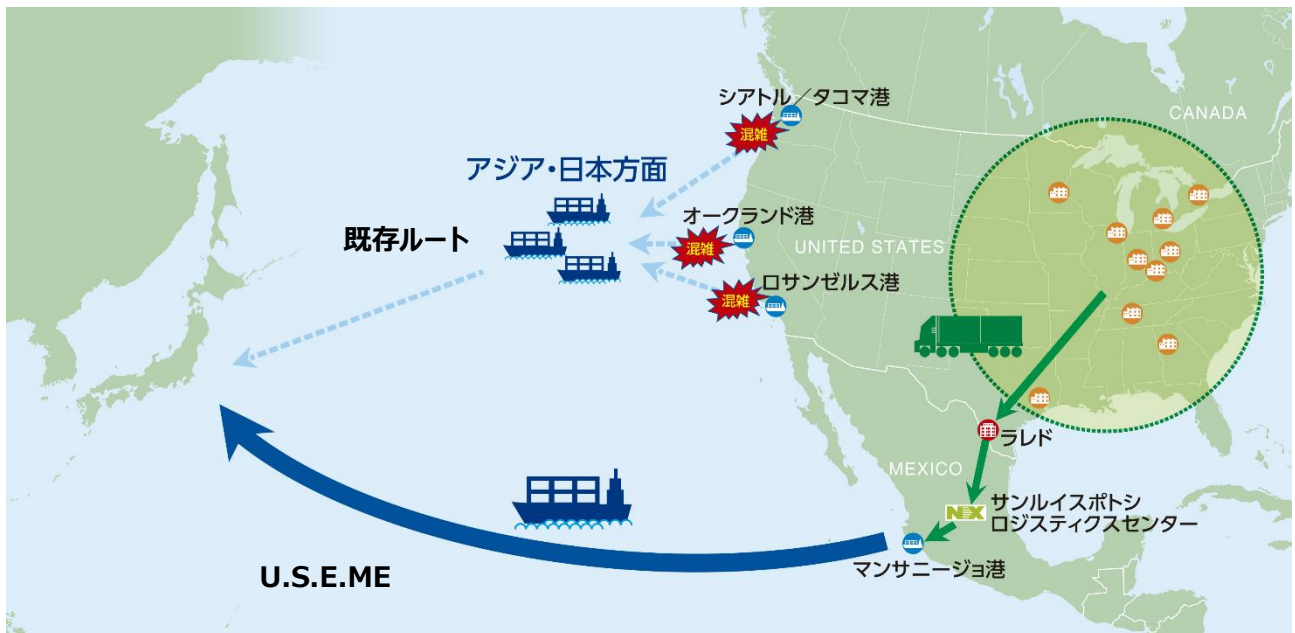 シアトル／タコマ港
混雑
CANADA
アジア・日本方面
既存ルート
オークランド港
混雑
UNITED STATES
ロサンゼルス港
混雑
ラレド
MEXICO
NX
サンルイスポトシ
ロジスティクスセンター
マンサニージョ港
U.S.E.ME